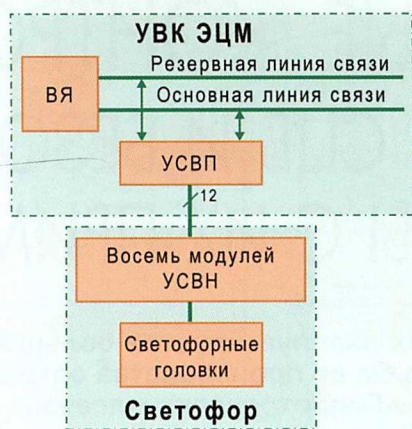 УВК ЭЦМ
Резервная линия связи
ВЯ
Основная линия связи
УСВП
12
Восемь модулей
УСВН
Светофорные
головки
Светофор